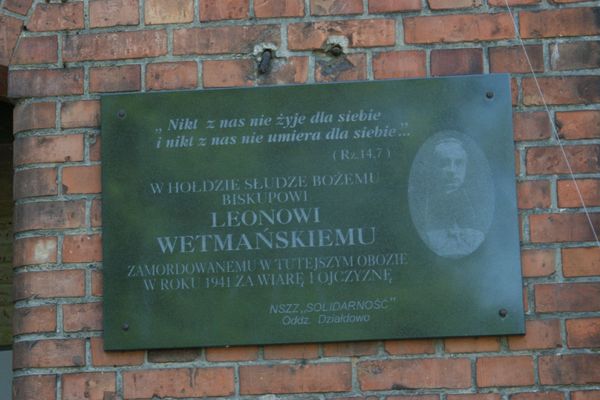 „Nikt z nas nie żyje dla siebie
i nikt z nas nie umiera dla siebie..."
( Rz.14,7 )
W HOŁDZIE SŁUDZE BOŻEMU
BISKUPOWI
LEONOWI
WETMAŃSKIEMU
ZAMORDOWANEMU W TUTEJSZYM OBOZIE
W ROKU 1941 ZA WIARĘ I OJCZYZNĘ
NSZZ „SOLIDARNOŚĆ"
Oddz. Działdowo